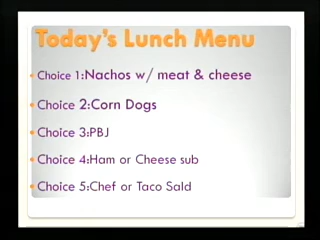 Today's Lunch Menu
Choice 1:Nachos w/ meat & cheese
Choice 2:Corn Dogs
Choice 3:PBJ
Choice 4:Ham or Cheese sub
Choice 5:Chef or Taco Sald